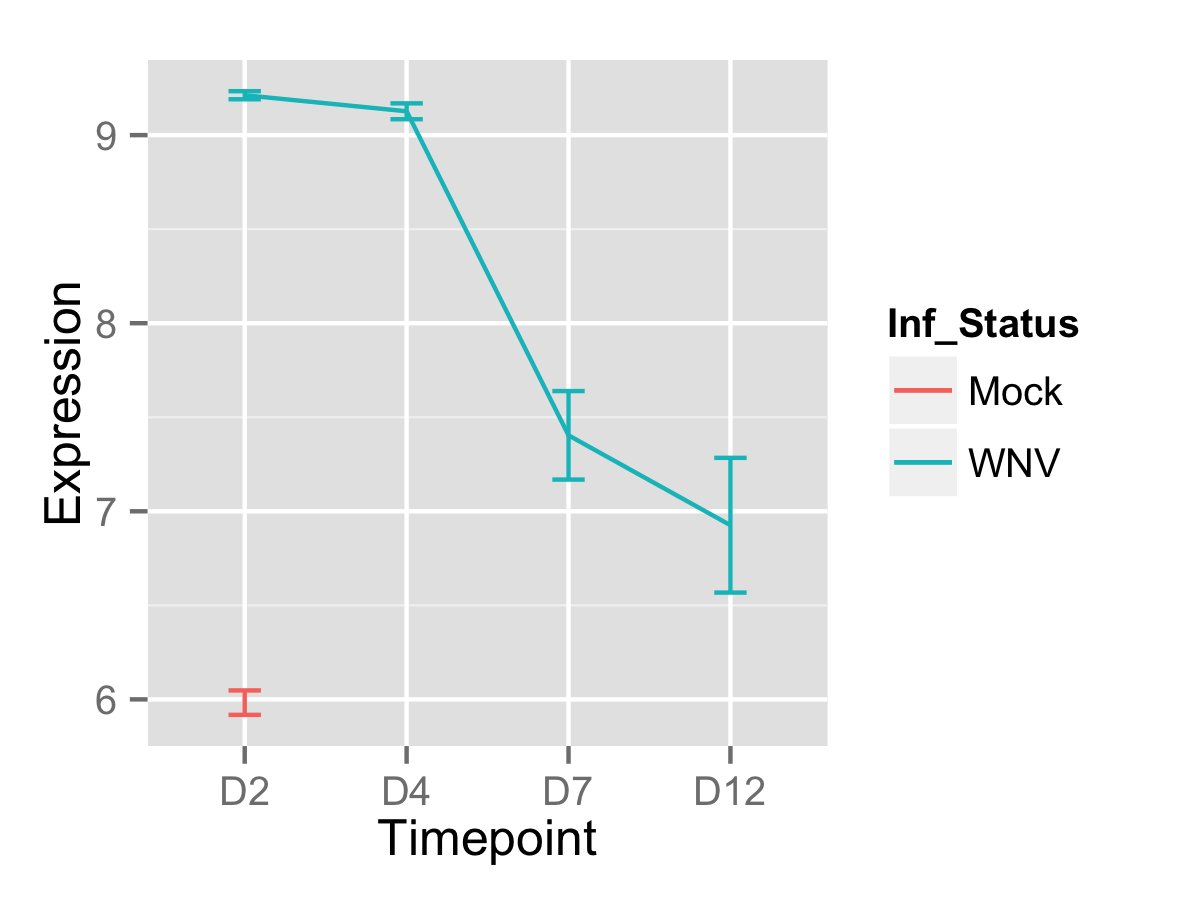 Expression
9
8
7
6
D2 D4 D7 D12
Timepoint
Inf_Status
Mock
WNV